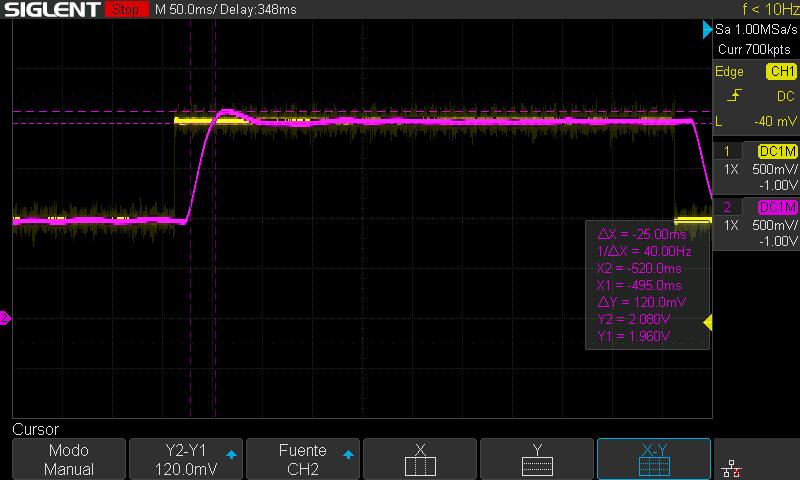 SIGLENT Stop M 50.0ms/ Delay:348ms f < 10Hz
Sa 1.00MSa/s
Curr 700kpts
Edge CH1
DC
L -40 mV
1 DC1M
1X 500mV/
-1.00V
2 DC1M
1X 500mV/
-1.00V
△X = -25.00ms
1/△X = 40.00Hz
X2 = -520.0ms
X1 = -495.0ms
△Y = 120.0mV
Y2 = 2.080V
Y1 = 1.960V
2
Cursor
Modo
Manual
Y2-Y1
120.0mV
Fuente
CH2
X
Y
X-Y